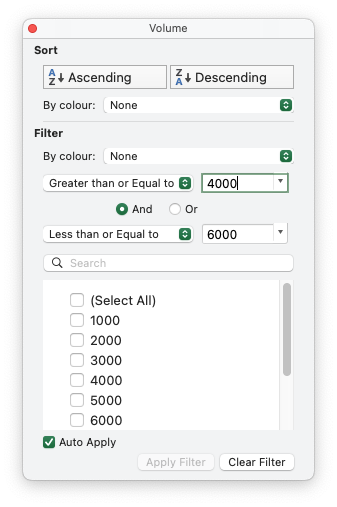 Volume
Sort
A Z Ascending Z A Descending
By colour: None
Filter
By colour: None
Greater than or Equal to 4000
And Or
Less than or Equal to 6000
Search
(Select All)
1000
2000
3000
4000
5000
6000
Auto Apply
Apply Filter Clear Filter